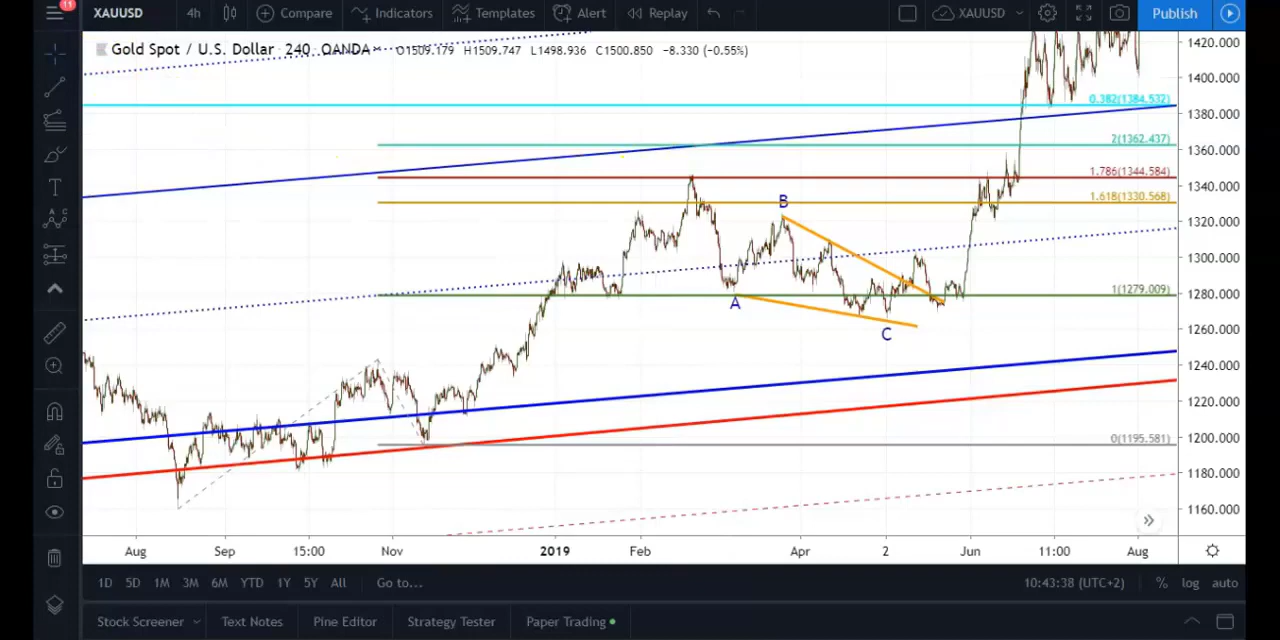 11
XAUUSD 4h Compare Indicators Templates Alert Replay XAUUSD Publish
Gold Spot / U.S. Dollar 240 OANDA O1509.179 H1509.747 L1498.936 C1500.850 −8.330 (−0.55%)
1420.000
1400.000
0.382(1384.532)
1380.000
2(1362.437)
1360.000
1.786(1344.584)
1340.000
1.618(1330.568)
B
1320.000
1300.000
1(1279.009)
1280.000
A
C
1260.000
1240.000
1220.000
0(1195.581)
1200.000
1180.000
1160.000
Aug Sep 15:00 Nov 2019 Feb Apr 2 Jun 11:00 Aug
1D 5D 1M 3M 6M YTD 1Y 5Y All Go to... 10:43:38 (UTC+2) % log auto
Stock Screener Text Notes Pine Editor Strategy Tester Paper Trading